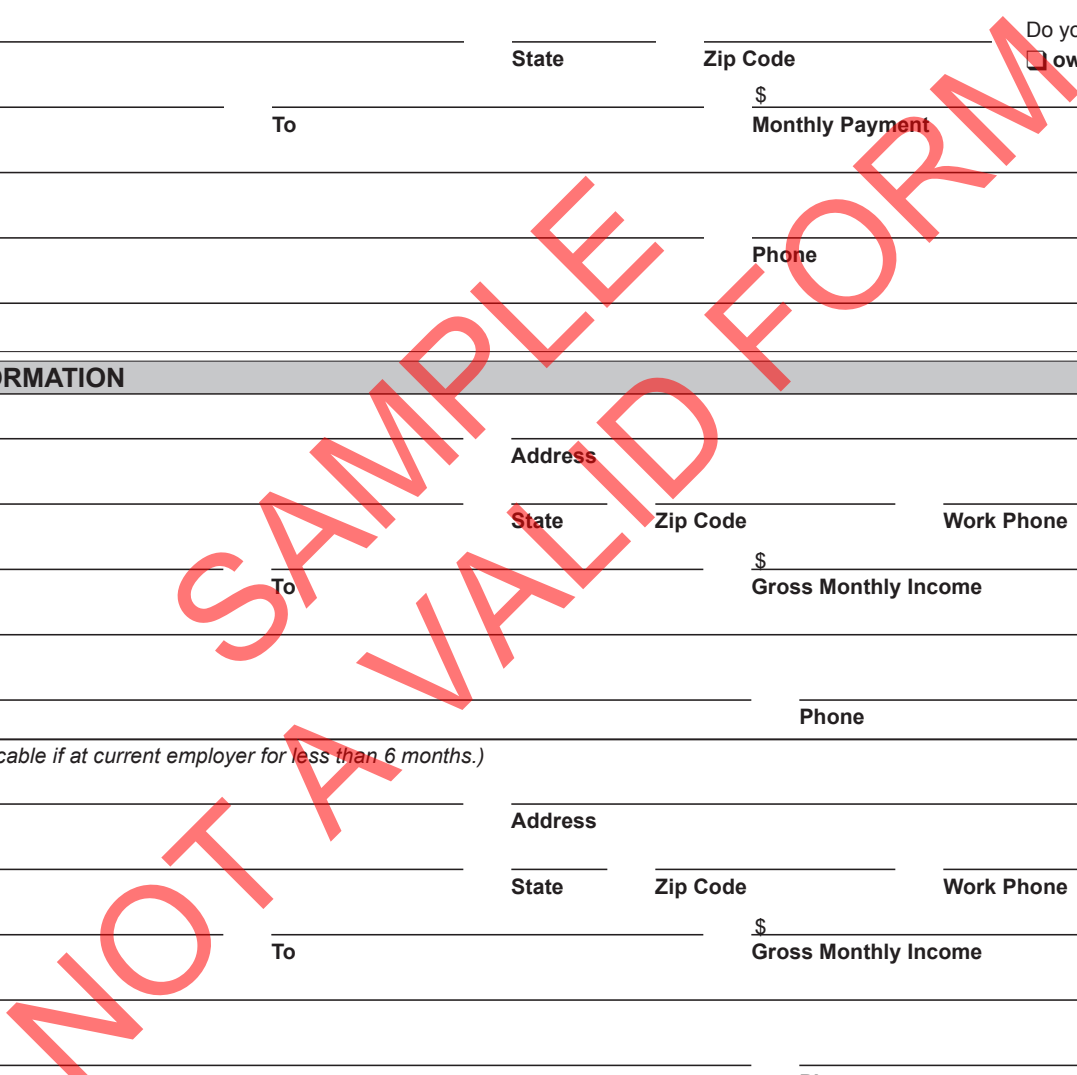 Do yo
State Zip Code ❏ ow
$
To Monthly Payment
Phone
ORMATION
Address
State Zip Code Work Phone
$
To Gross Monthly Income
Phone
cable if at current employer for less than 6 months.)
Address
State Zip Code Work Phone
$
To Gross Monthly Income
SAMPLE
NOT A VALID FORM